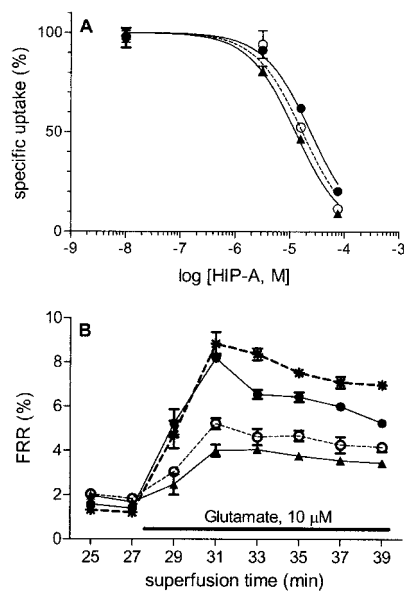 A
100
50
0
specific uptake (%)
-9 -8 -7 -6 -5 -4 -3
log [HIP-A, M]
B
10
8
6
4
2
0
FRR (%)
Glutamate, 10 µM
25 27 29 31 33 35 37 39
superfusion time (min)